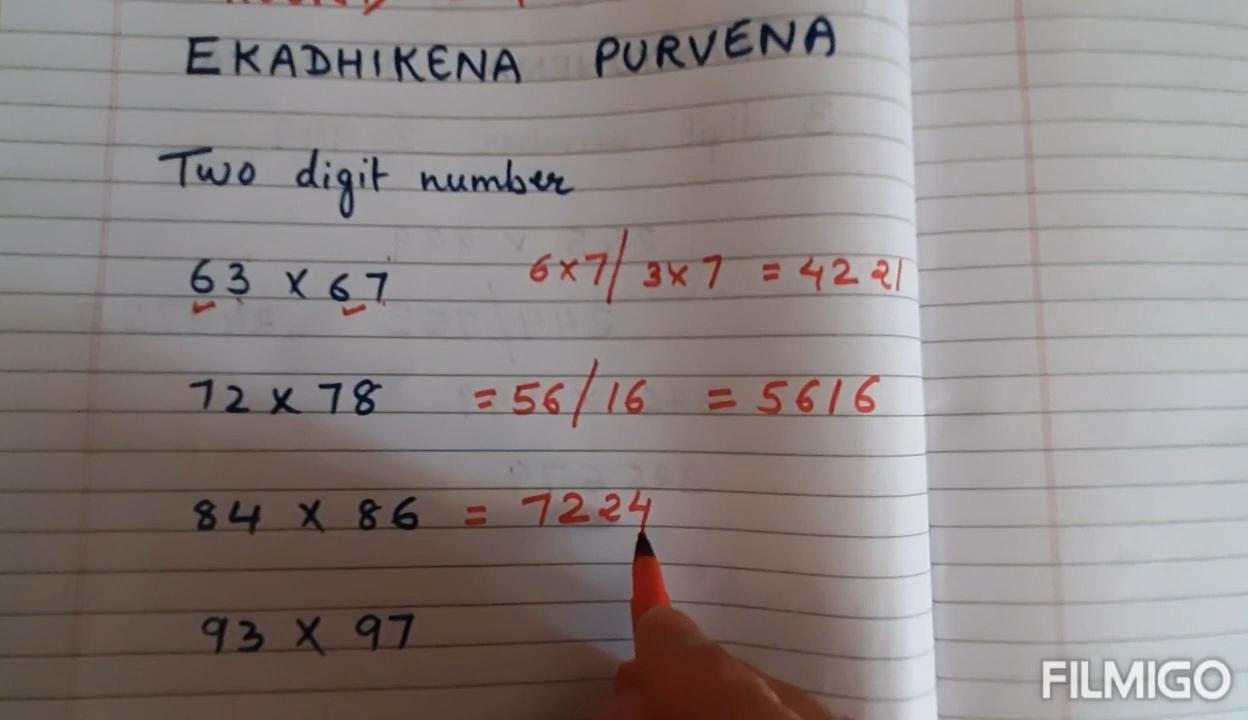 EKADHIKENA PURVENA
Two digit number
63 x 67 6x7/3x7 = 4221
72 x 78 = 56/16 = 5616
84 x 86 = 7224
93 x 97
FILMIGO